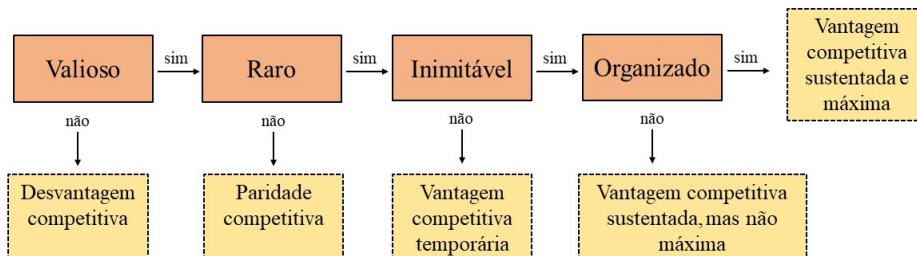 Valioso
sim
Raro
sim
Inimitável
sim
Organizado
sim
Vantagem
competitiva
sustentada e
máxima
não
não
não
não
Desvantagem
competitiva
Paridade
competitiva
Vantagem
competitiva
temporária
Vantagem competitiva
sustentada, mas não
máxima